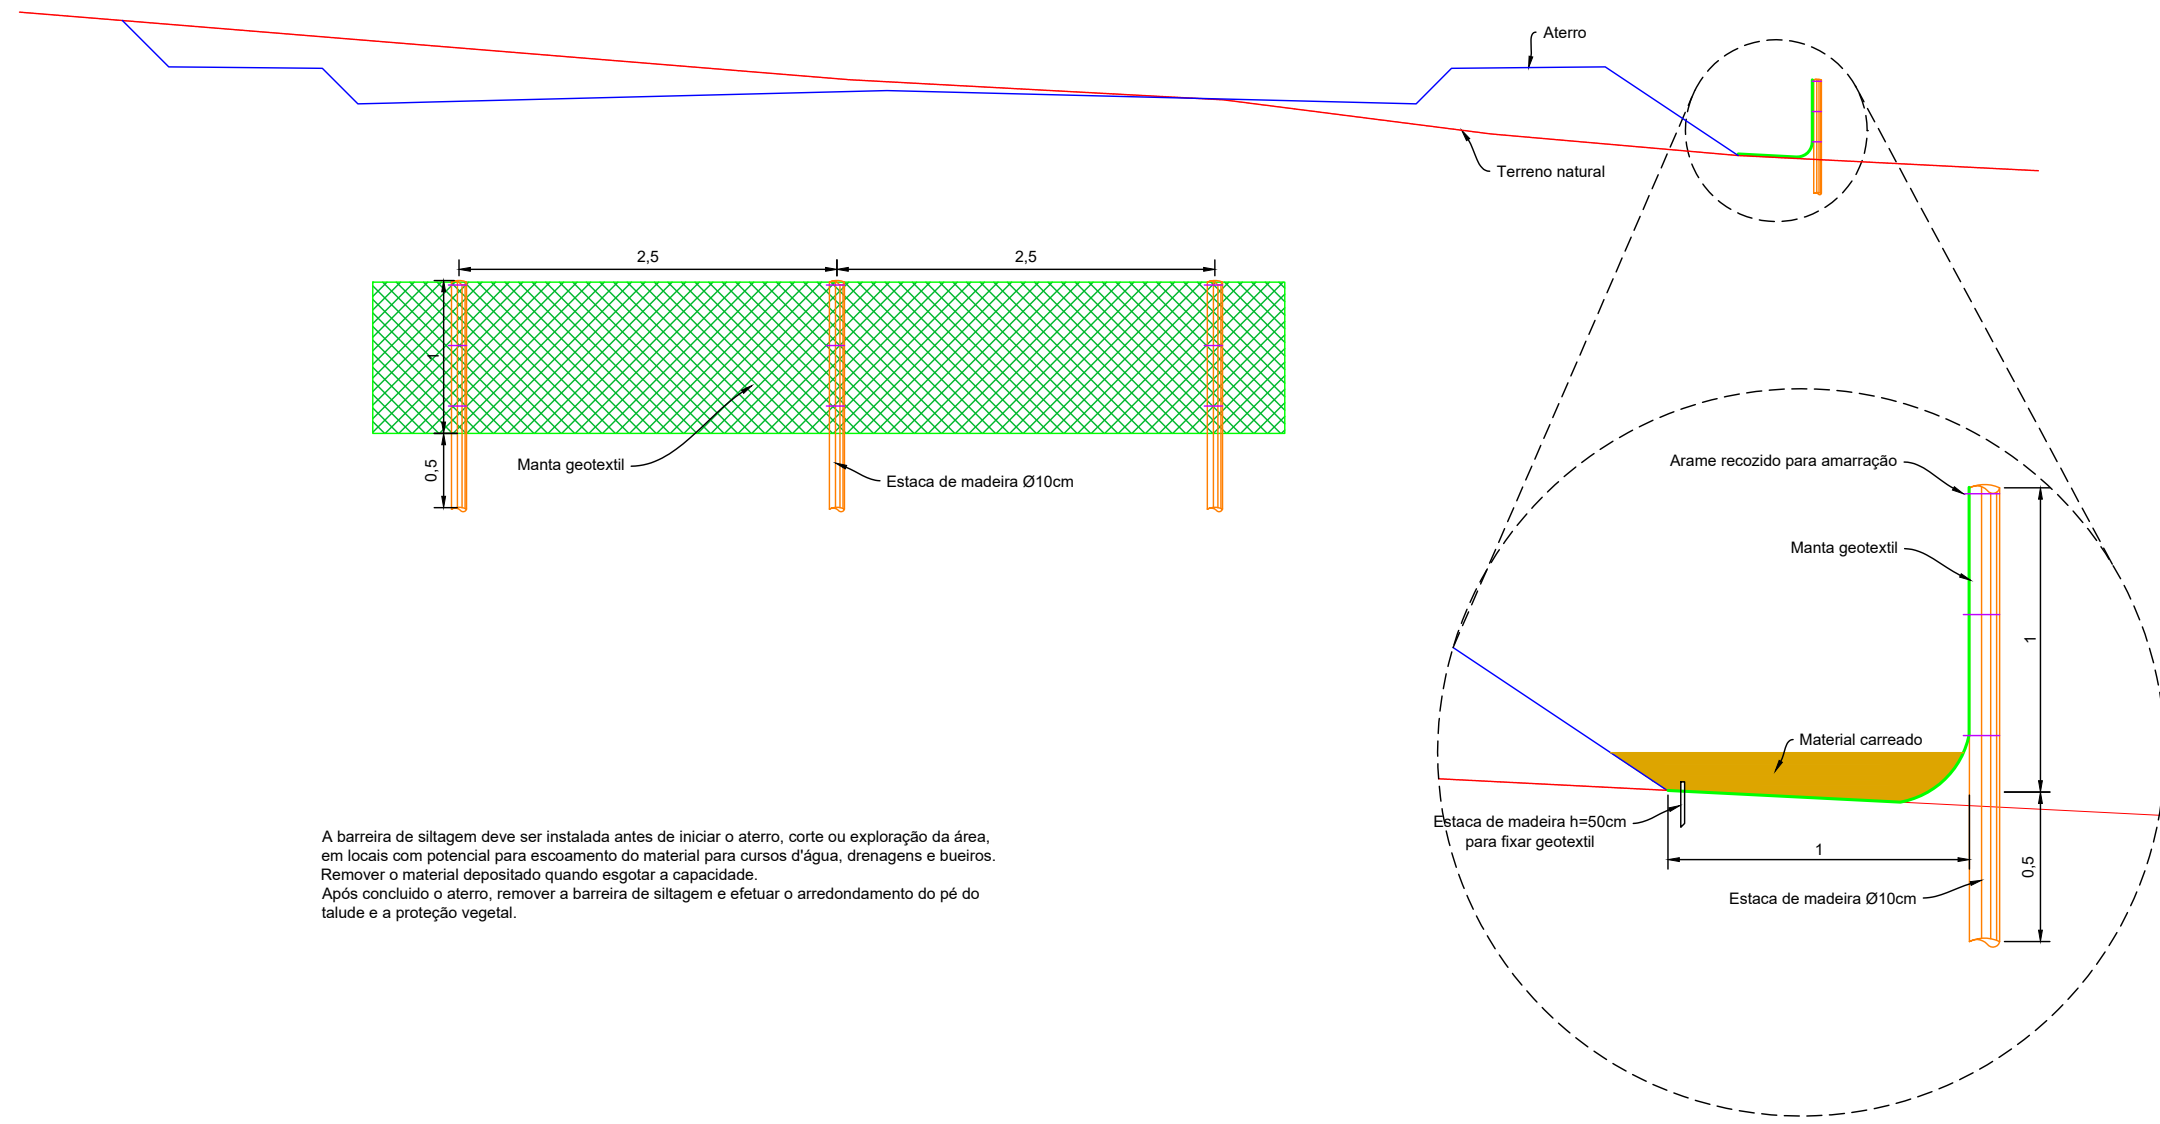 Aterro
Terreno natural
2,5
2,5
1
0,5
Manta geotextil
Estaca de madeira Ø10cm
Arame recozido para amarração
Manta geotextil
1
Material carreado
Estaca de madeira h=50cm
para fixar geotextil
1
0,5
Estaca de madeira Ø10cm
A barreira de siltagem deve ser instalada antes de iniciar o aterro, corte ou exploração da área,
em locais com potencial para escoamento do material para cursos d'água, drenagens e bueiros.
Remover o material depositado quando esgotar a capacidade.
Após concluido o aterro, remover a barreira de siltagem e efetuar o arredondamento do pé do
talude e a proteção vegetal.